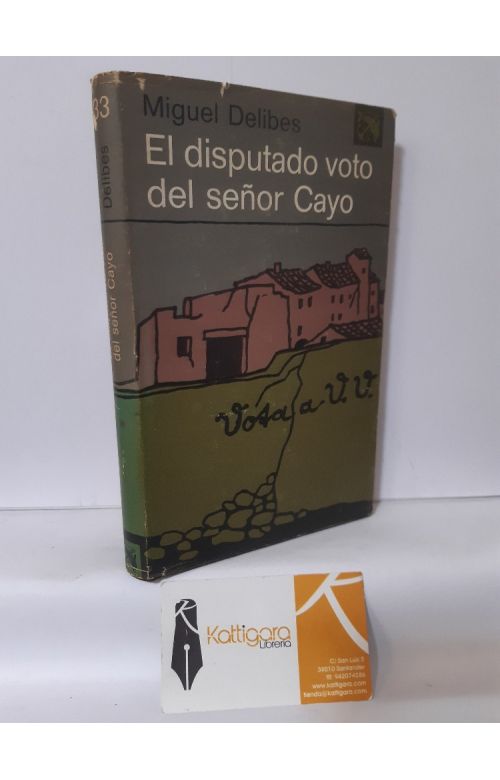 Miguel Delibes
El disputado voto
del señor Cayo
33
Delibes
del señor Cayo
Vota a V. V.
Kattigara
Librería
C/ San Luis 5
39010 Santander
942074286
www.kattigara.com
tienda@kattigara.com